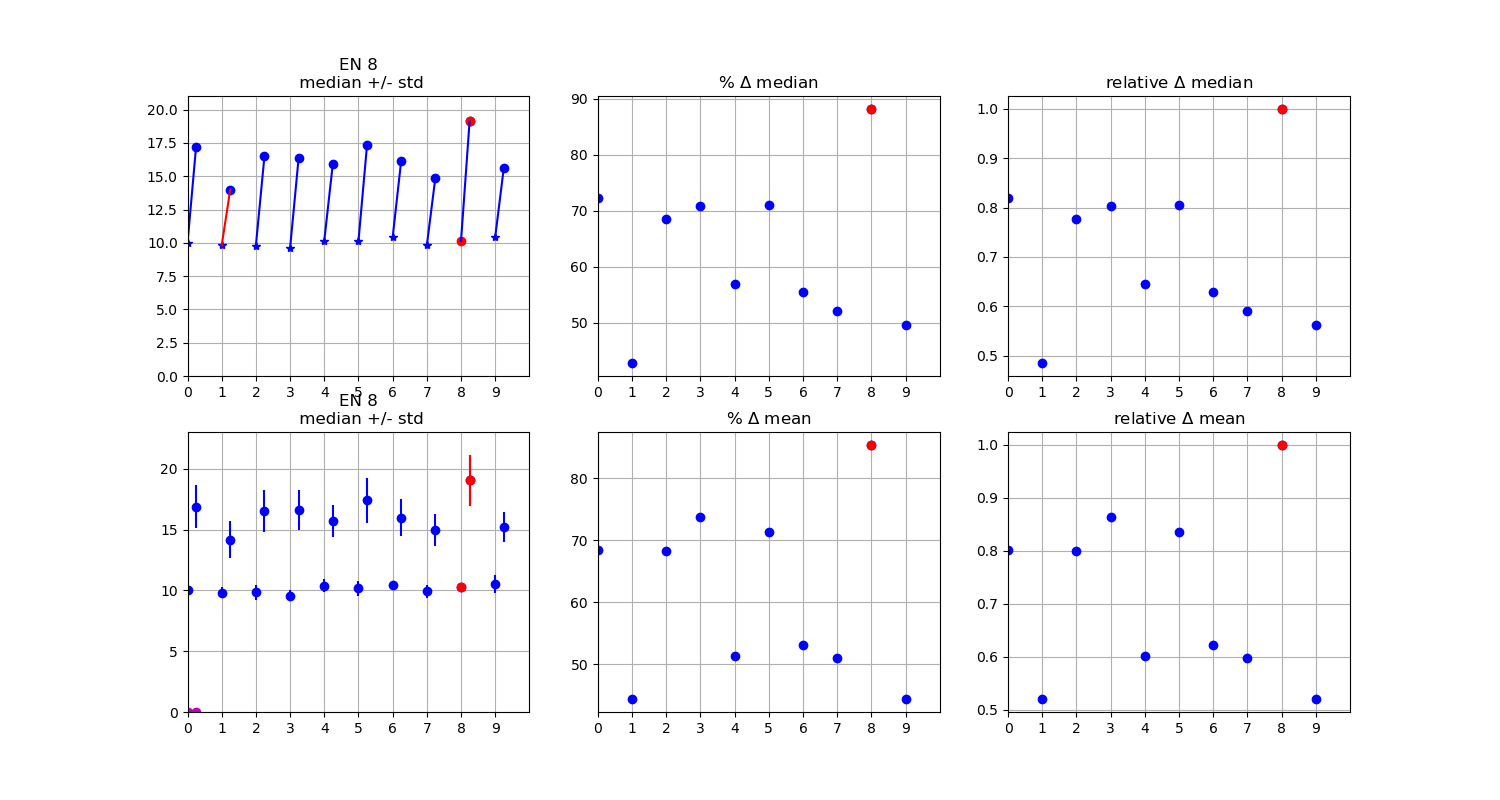 EN 8
median +/- std
20.0
17.5
15.0
12.5
10.0
7.5
5.0
2.5
0.0
0 1 2 3 4 5 6 7 8 9
% Δ median
90
80
70
60
50
0 1 2 3 4 5 6 7 8 9
relative Δ median
1.0
0.9
0.8
0.7
0.6
0.5
0 1 2 3 4 5 6 7 8 9
EN 8
median +/- std
20
15
10
5
0
0 1 2 3 4 5 6 7 8 9
% Δ mean
80
70
60
50
0 1 2 3 4 5 6 7 8 9
relative Δ mean
1.0
0.9
0.8
0.7
0.6
0.5
0 1 2 3 4 5 6 7 8 9